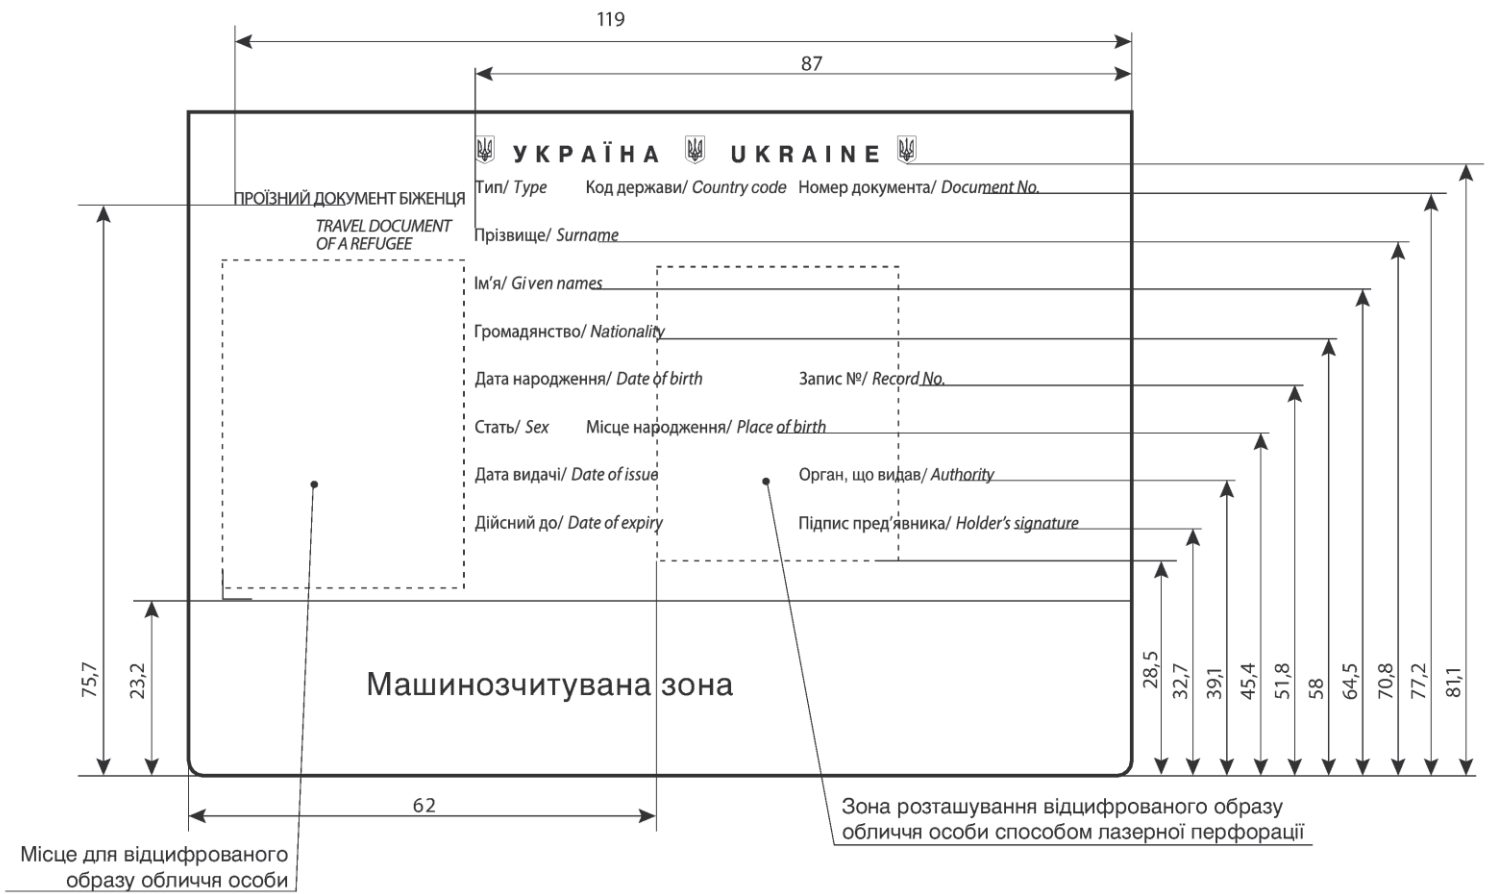 119
87
УКРАЇНА UKRAINE
Тип/ Type Код держави/ Country code Номер документа/ Document No.
ПРОЇЗНИЙ ДОКУМЕНТ БІЖЕНЦЯ
TRAVEL DOCUMENT
OF A REFUGEE
Прізвище/ Surname
Ім'я/ Given names
Громадянство/ Nationality
Дата народження/ Date of birth Запис №/ Record No.
Стать/ Sex Місце народження/ Place of birth
Дата видачі/ Date of issue Орган, що видав/ Authority
Дійсний до/ Date of expiry Підпис пред'явника/ Holder's signature
75,7
23,2
Машинозчитувана зона
28,5
32,7
39,1
45,4
51,8
58
64,5
70,8
77,2
81,1
62
Зона розташування відцифрованого образу
обличчя особи способом лазерної перфорації
Місце для відцифрованого
образу обличчя особи